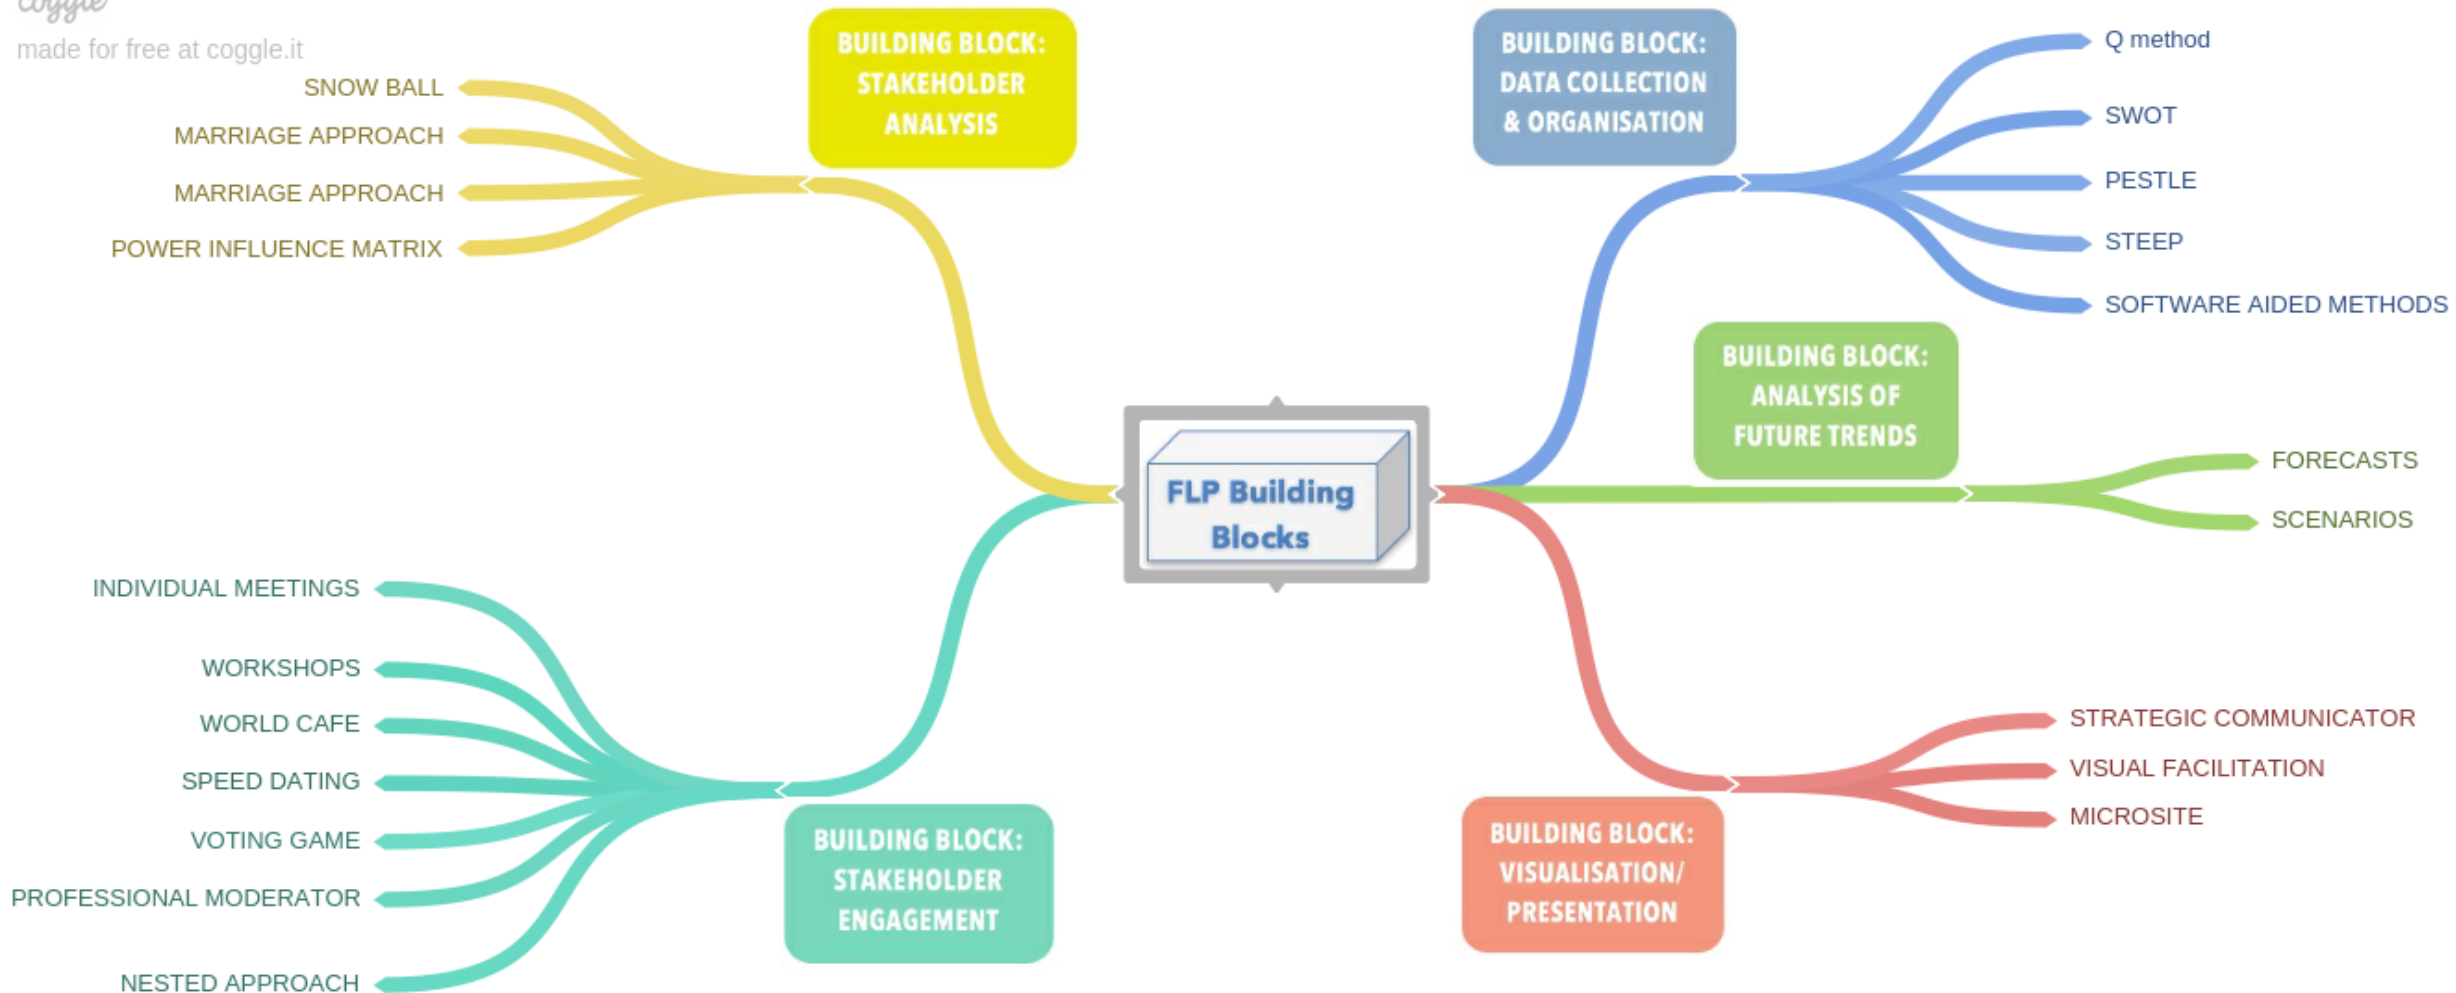 coggle
made for free at coggle.it
BUILDING BLOCK:
STAKEHOLDER
ANALYSIS
SNOW BALL
MARRIAGE APPROACH
MARRIAGE APPROACH
POWER INFLUENCE MATRIX
BUILDING BLOCK:
DATA COLLECTION
& ORGANISATION
Q method
SWOT
PESTLE
STEEP
SOFTWARE AIDED METHODS
BUILDING BLOCK:
ANALYSIS OF
FUTURE TRENDS
FORECASTS
SCENARIOS
FLP Building
Blocks
INDIVIDUAL MEETINGS
WORKSHOPS
WORLD CAFE
SPEED DATING
VOTING GAME
PROFESSIONAL MODERATOR
NESTED APPROACH
BUILDING BLOCK:
STAKEHOLDER
ENGAGEMENT
STRATEGIC COMMUNICATOR
VISUAL FACILITATION
MICROSITE
BUILDING BLOCK:
VISUALISATION/
PRESENTATION